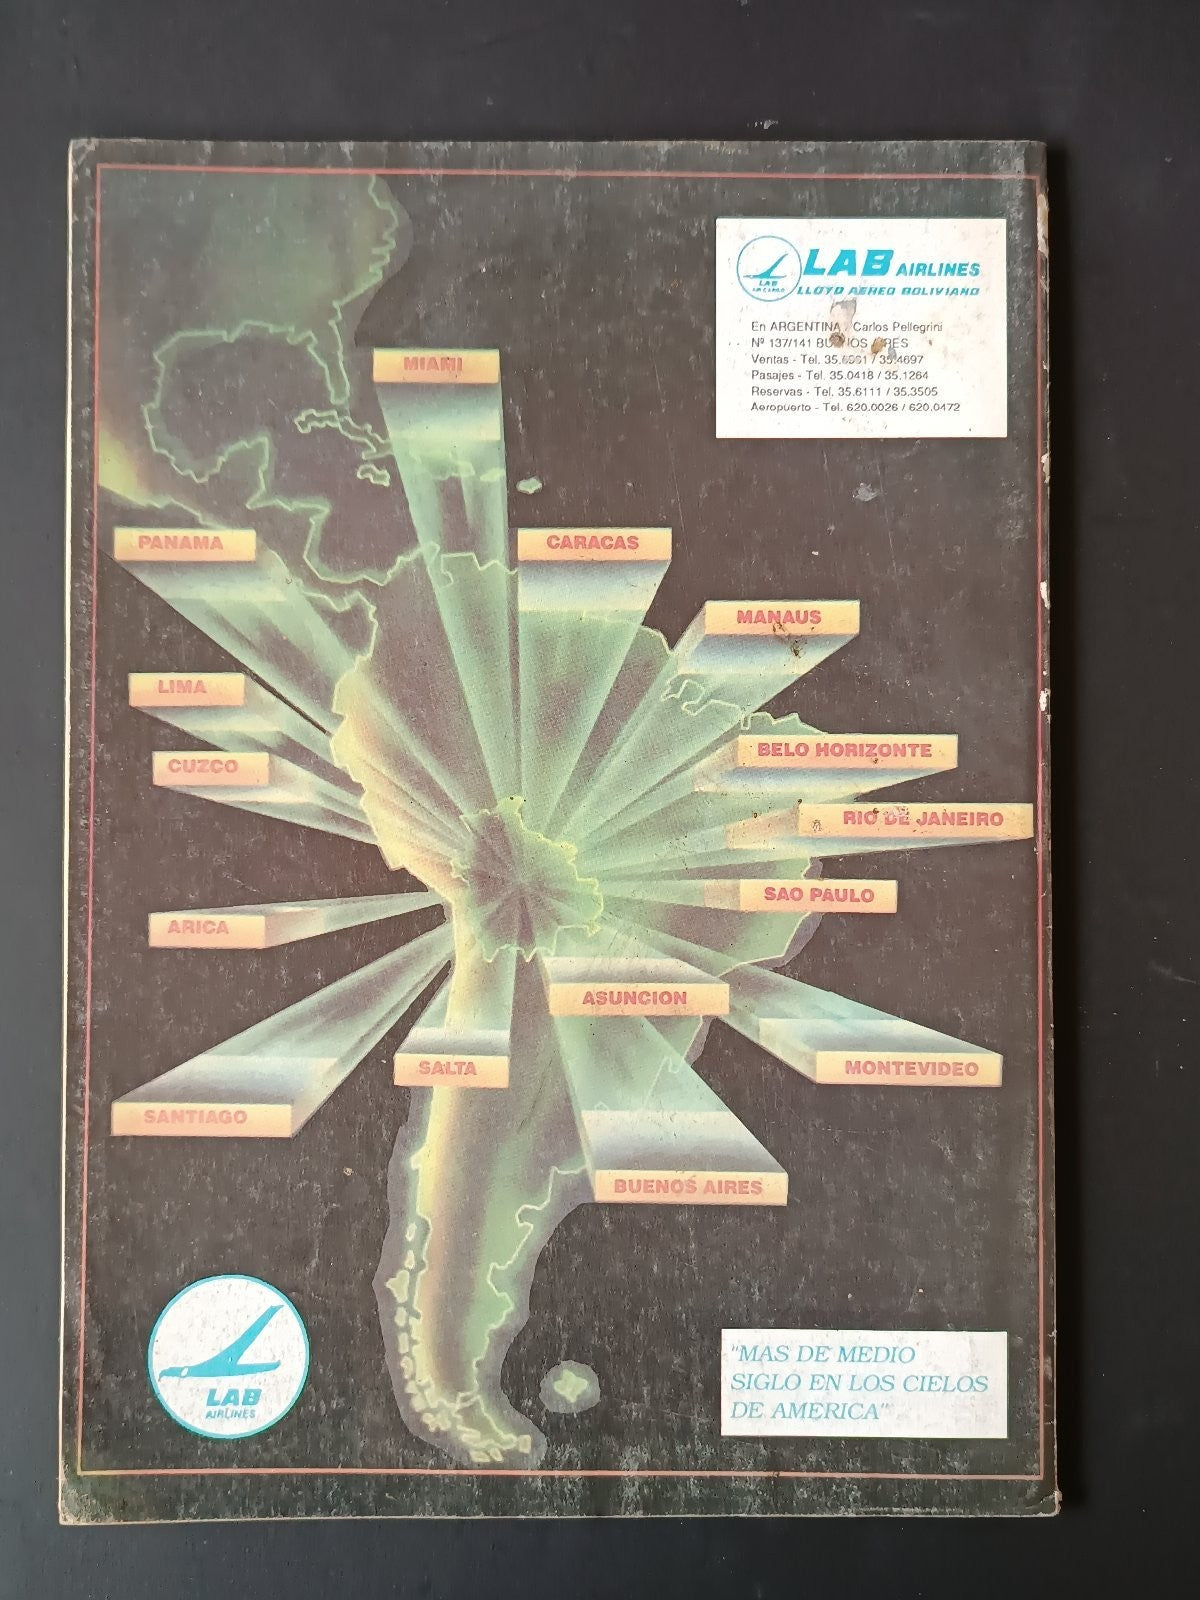 LAB AIRLINES
LAB
AIR CARGO
LLOYD AEREO BOLIVIANO
En ARGENTINA: Carlos Pellegrini
Nº 137/141
Ventas - Tel. 35.4697
Pasajes - Tel. 35.0418 / 35.1264
Reservas - Tel. 35.6111 / 35.3505
Aeropuerto - Tel. 620.0026 / 620.0472
MIAMI
PANAMA
CARACAS
MANAUS
LIMA
BELO HORIZONTE
CUZCO
RIO DE JANEIRO
SAO PAULO
ARICA
ASUNCION
SALTA
MONTEVIDEO
SANTIAGO
BUENOS AIRES
"MAS DE MEDIO
SIGLO EN LOS CIELOS
DE AMERICA"
LAB
AIRLINES